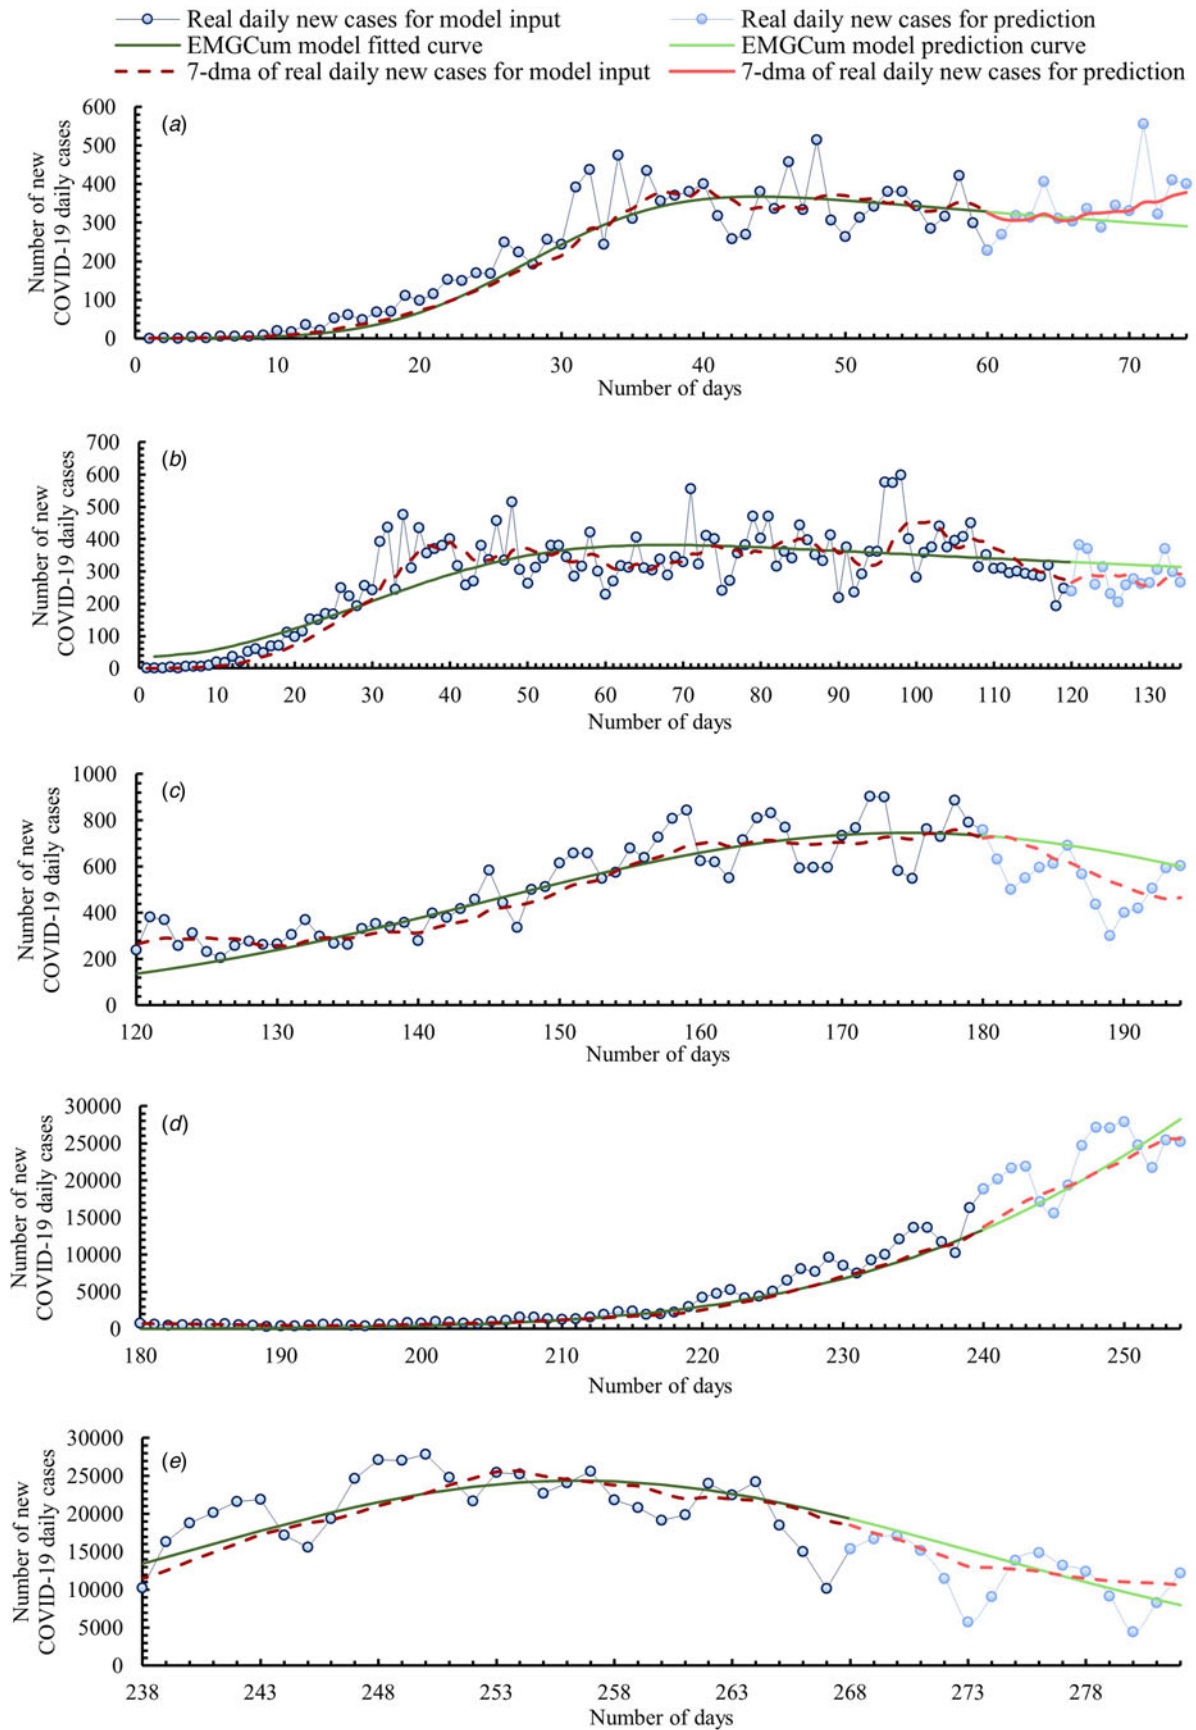 Real daily new cases for model input Real daily new cases for prediction
EMGCum model fitted curve EMGCum model prediction curve
7-dma of real daily new cases for model input 7-dma of real daily new cases for prediction
(a)
Number of new
COVID-19 daily cases
600
500
400
300
200
100
0
0 10 20 30 40 50 60 70
Number of days
(b)
Number of new
COVID-19 daily cases
700
600
500
400
300
200
100
0
0 10 20 30 40 50 60 70 80 90 100 110 120 130
Number of days
(c)
Number of new
COVID-19 daily cases
1000
800
600
400
200
0
120 130 140 150 160 170 180 190
Number of days
(d)
Number of new
COVID-19 daily cases
30000
25000
20000
15000
10000
5000
0
180 190 200 210 220 230 240 250
Number of days
(e)
Number of new
COVID-19 daily cases
30000
25000
20000
15000
10000
5000
0
238 243 248 253 258 263 268 273 278
Number of days